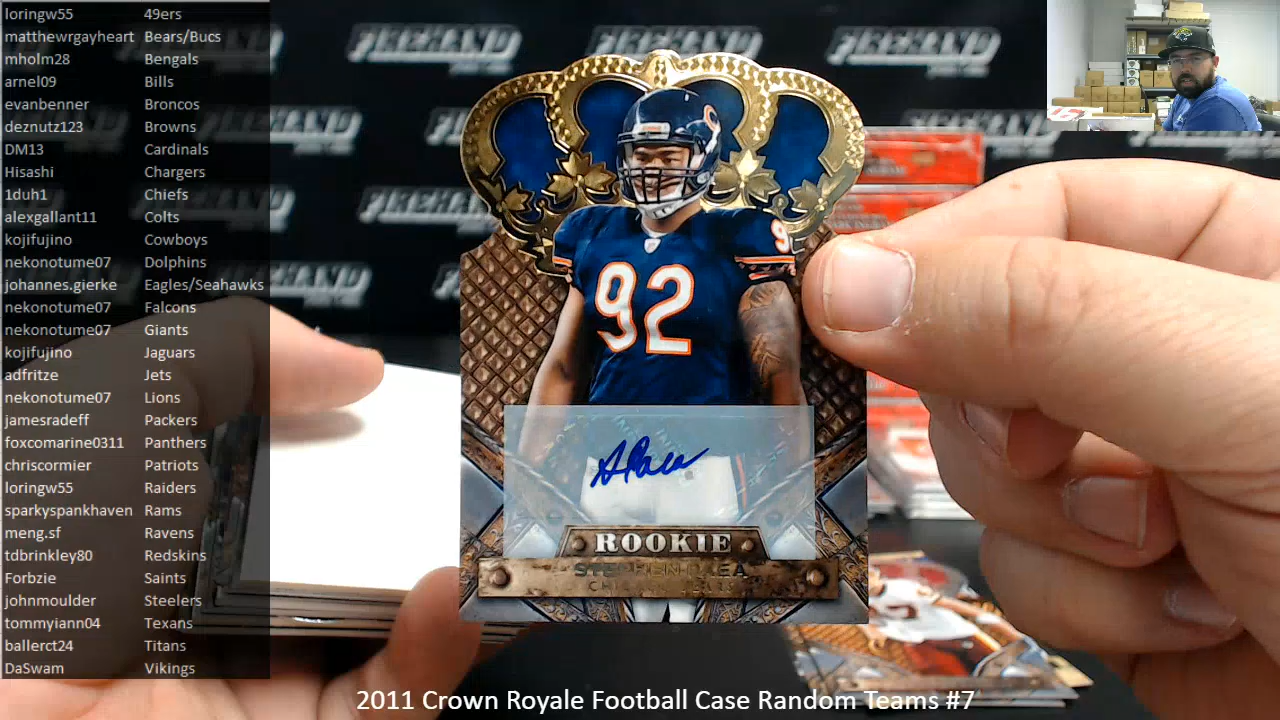 loringw55 49ers
matthewrgayheart Bears/Bucs
mholm28 Bengals
arnel09 Bills
evanbenner Broncos
deznutz123 Browns
DM13 Cardinals
Hisashi Chargers
1duh1 Chiefs
alexgallant11 Colts
kojifujino Cowboys
nekonotume07 Dolphins
johannes.gierke Eagles/Seahawks
nekonotume07 Falcons
nekonotume07 Giants
kojifujino Jaguars
adfritze Jets
nekonotume07 Lions
jamesradeff Packers
foxcomarine0311 Panthers
chriscormier Patriots
loringw55 Raiders
sparkyspankhaven Rams
meng.sf Ravens
tdbrinkley80 Redskins
Forbzie Saints
johnmoulder Steelers
tommyiann04 Texans
ballerct24 Titans
DaSwam Vikings
FIREHAND
92
ROOKIE
STEPHEN PAEA
2011 Crown Royale Football Case Random Teams #7